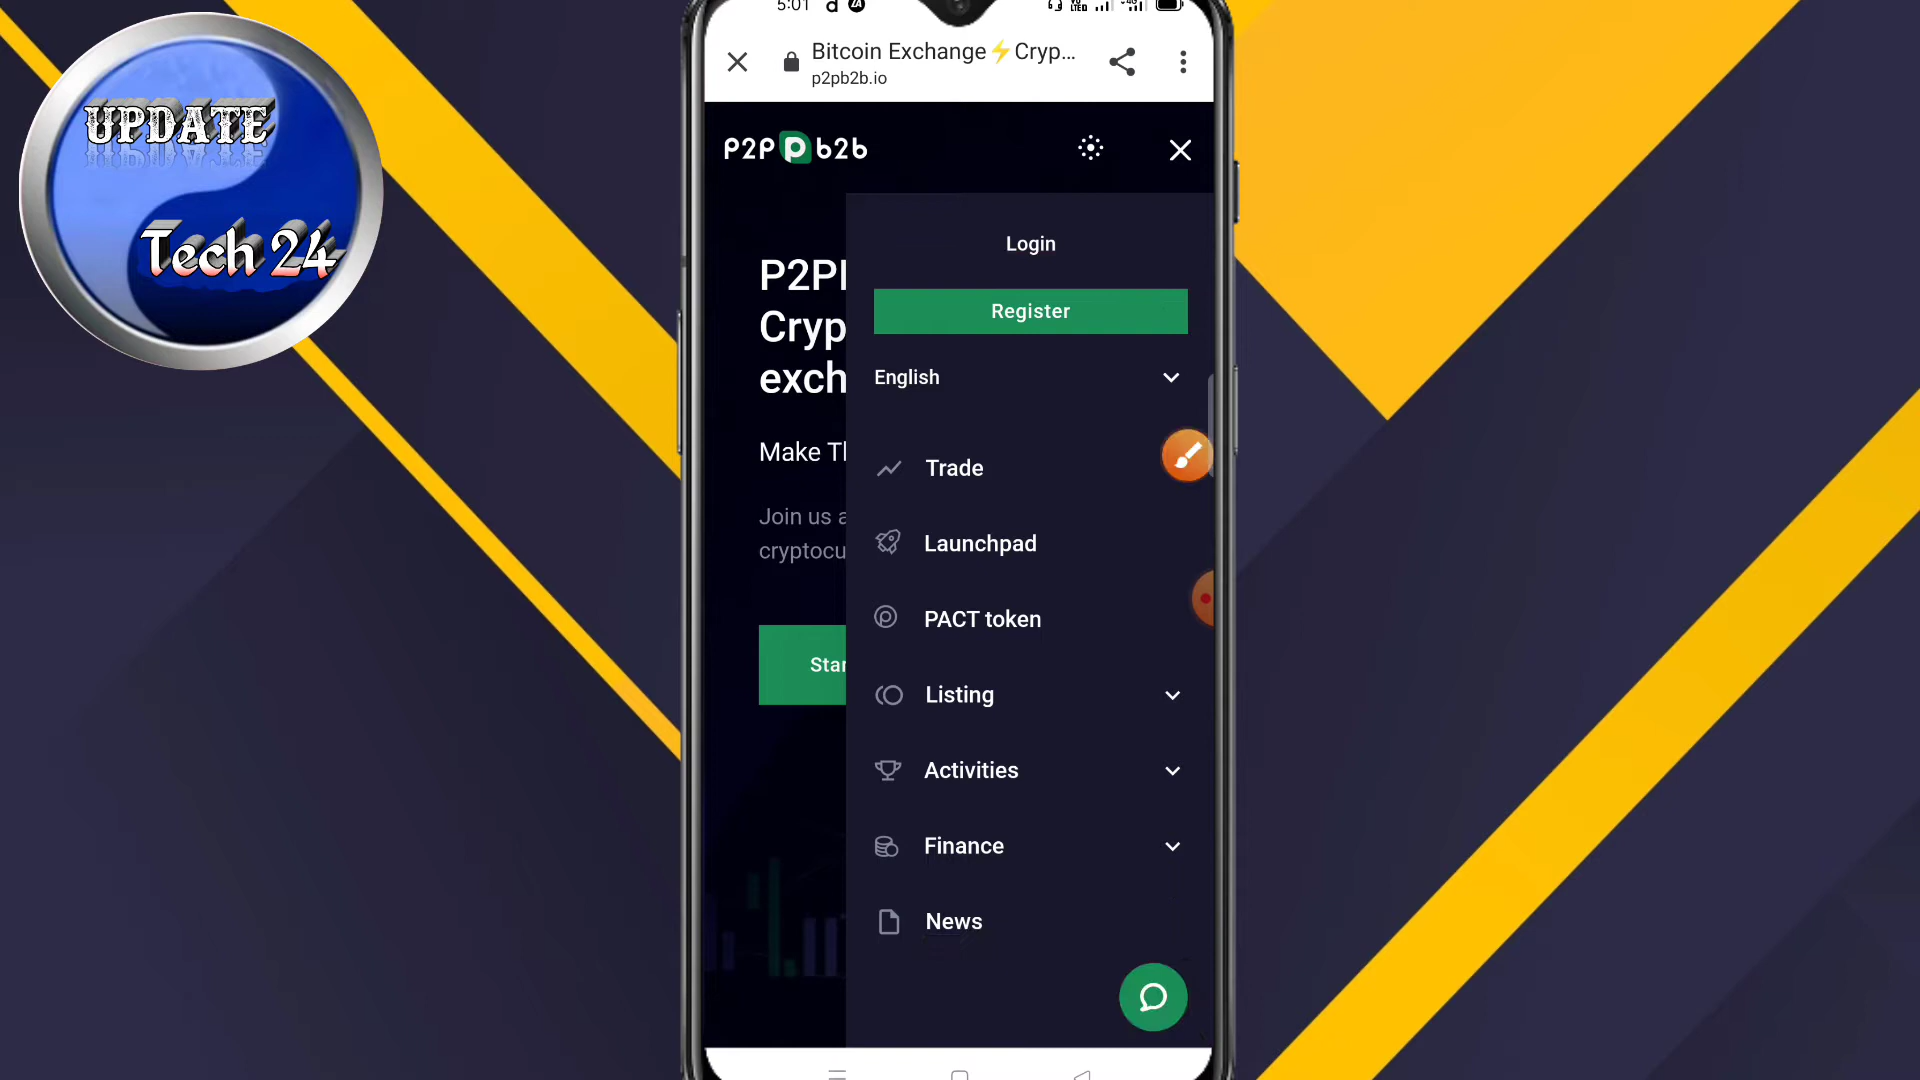 UPDATE
Tech 24
5:01
Bitcoin Exchange⚡Cryp...
p2pb2b.io
P2P b2b
Login
Register
English
P2P
Cryp
exch
Make Tl
Join us a
cryptocu
Star
Trade
Launchpad
PACT token
Listing
Activities
Finance
News